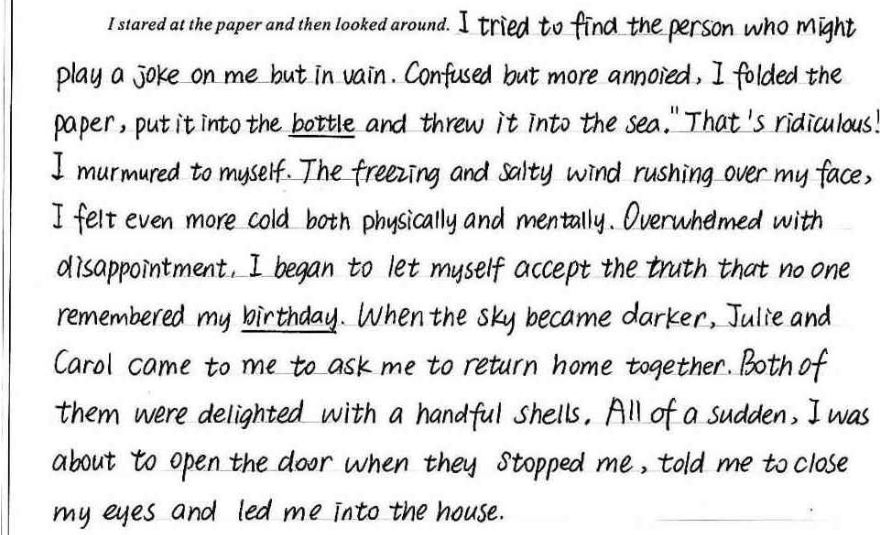 I stared at the paper and then looked around. I tried to find the person who might
play a joke on me but in vain. Confused but more annoied, I folded the
paper, put it into the bottle and threw it into the sea." That's ridiculous!
I murmured to myself. The freezing and salty wind rushing over my face,
I felt even more cold both physically and mentally. Overwhelmed with
disappointment, I began to let myself accept the truth that no one
remembered my birthday. When the sky became darker, Julie and
Carol came to me to ask me to return home together. Both of
them were delighted with a handful shells. All of a sudden, I was
about to open the door when they stopped me, told me to close
my eyes and led me into the house.